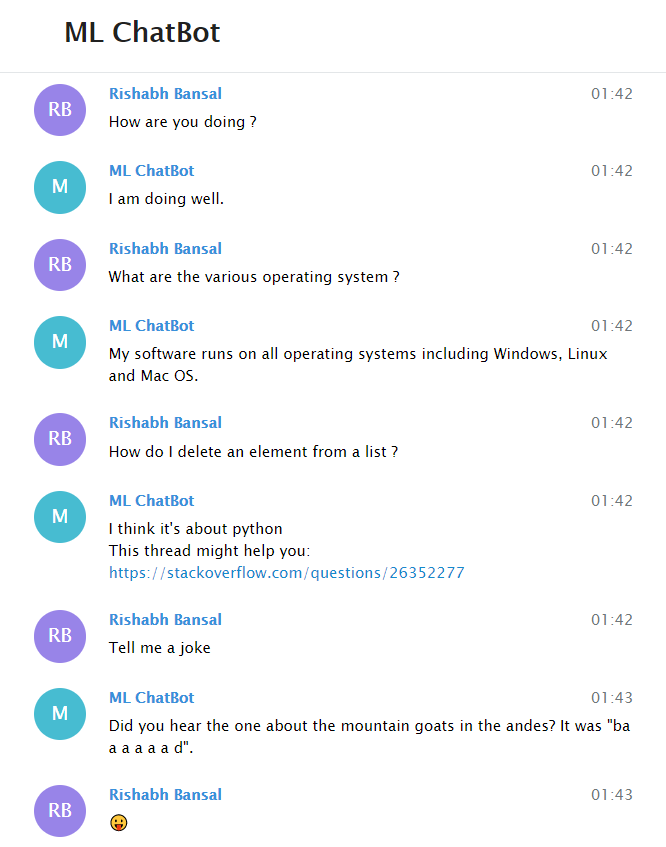 ML ChatBot
RB
Rishabh Bansal 01:42
How are you doing ?
M
ML ChatBot 01:42
I am doing well.
RB
Rishabh Bansal 01:42
What are the various operating system ?
M
ML ChatBot 01:42
My software runs on all operating systems including Windows, Linux
and Mac OS.
RB
Rishabh Bansal 01:42
How do I delete an element from a list ?
M
ML ChatBot 01:42
I think it's about python
This thread might help you:
https://stackoverflow.com/questions/26352277
RB
Rishabh Bansal 01:42
Tell me a joke
M
ML ChatBot 01:43
Did you hear the one about the mountain goats in the andes? It was "ba
a a a a a d".
RB
Rishabh Bansal 01:43
😛